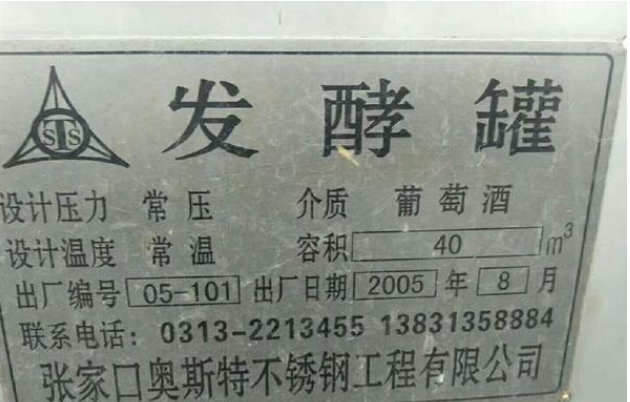 STS
发酵罐
设计压力 常压 介质 葡萄酒
设计温度 常温 容积 40 m³
出厂编号 05-101 出厂日期 2005 年 8 月
联系电话: 0313-2213455 13831358884
张家口奥斯特不锈钢工程有限公司